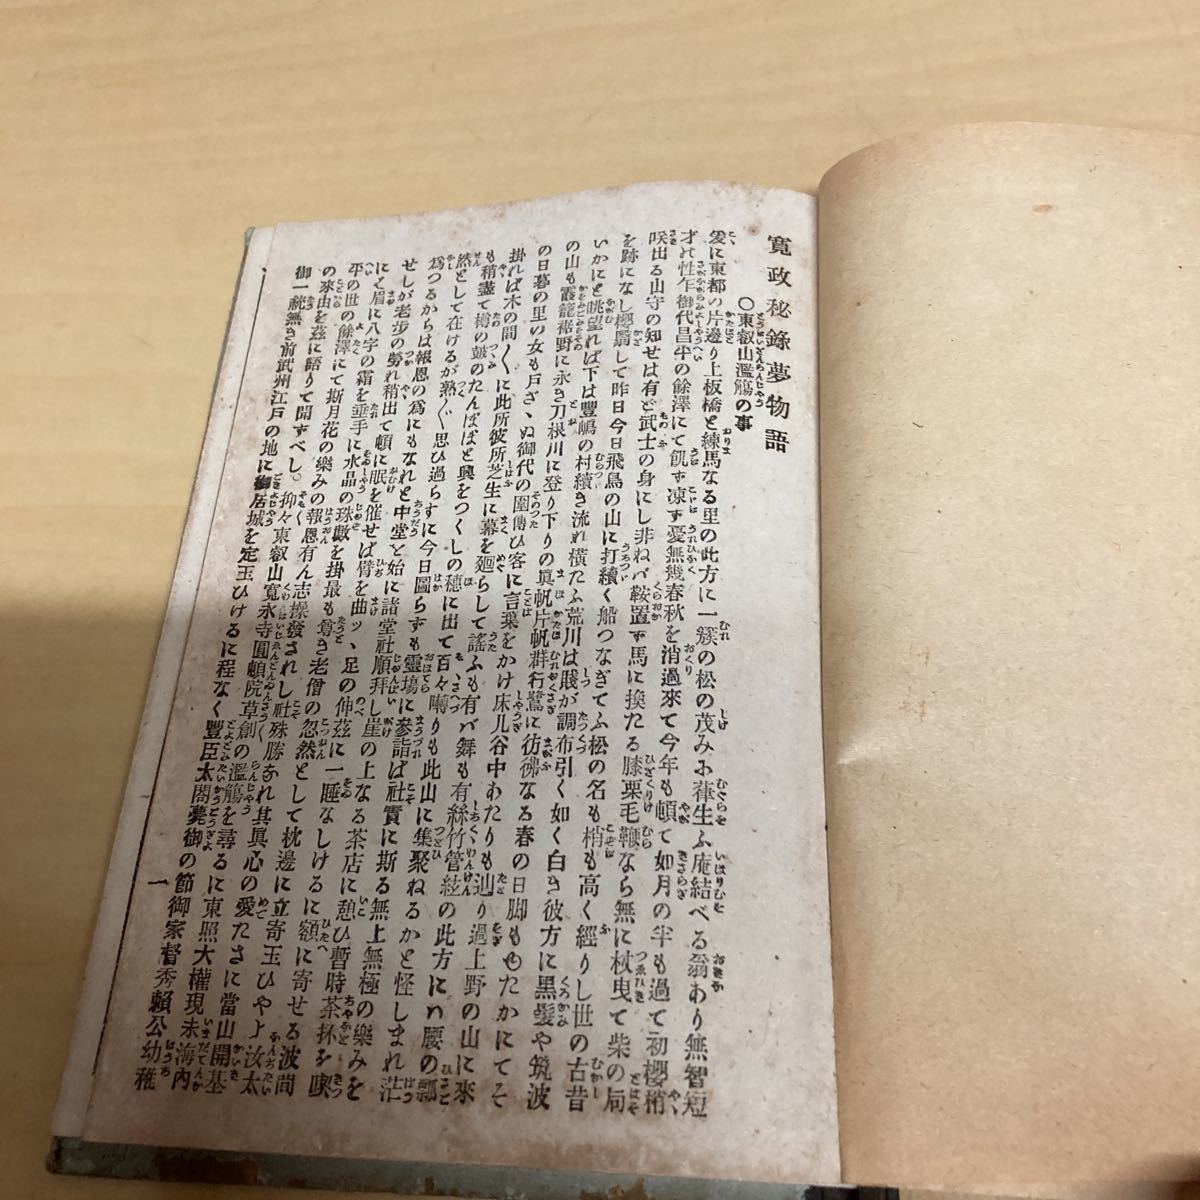 寛政秘錄夢物語
〇東叡山濫觴の事
爰に東都の片邊り上板橋と練馬なる里の此方に一簇の松の茂みに葎生ふ庵結べる翁あり無智短
才れ性乍御代昌平の餘澤にて飢ず凍ず憂無幾春秋を消過來て今年も頓て如月の半も過て初櫻稍
咲出る山守の知せは有ど武士の身にし非ねバ鞍置ず馬に換たる膝栗毛鞭なら無に杖曳て柴の局
を跡になし櫻翳して昨日今日飛鳥の山に打續く船つなぎてふ松の名も梢も高く經りし世の古昔
いかにと眺望れば下は豐嶋の村續き流れ橫たふ荒川は賤が調布引く如く白き彼方に黑髮や筑波
の山も霞籠裾野に永き刀根川に登り下りの眞帆片帆群行鷺に彷彿なる春の日脚ものたかにてそ
の日暮の里の女も戸ざゝぬ御代の園傳ひ客に言葉をかけ床几谷中わたりも辿り過上野の山に來
掛れば木の間〱に此所彼所芝生に幕を廻らして謠ふも有バ舞も有絲竹管絃の此方にハ腰の瓢
も稍盡て樽の皷のたんぽぽと興をつくしの穗に出て百々囀りも此山に集聚ねるかと怪しまれ茫
然として在けるが熟〲思ひ過らすに今日圖らずも靈塲に參詣ば社實に斯る無上無極の樂みを
爲つるからは報恩の爲にもなれと中堂と始に諸堂社順拜し崖の上なる茶店に憩ひ暫時茶杯を喫
せしが老步の勞れ稍出て頓に眠を催せば臂を曲ッ、足の伸茲に一睡なしけるに額に寄せる波間
に之眉に八字の霜を垂手に水晶の珠數を掛最も尊き老僧の忽然として枕邊に立寄玉ひやよ汝太
平の世の餘澤にて斯月花の樂みの報恩有ん志操發されし社殊勝なれ其眞心の愛たさに當山開基
の來由を茲に語りて聞すべし。抑々東叡山寬永寺圓頓院草創の濫觴を尋るに東照大權現未海內
御一統無き前武州江戸の地に御居城を定玉ひけるに程なく豐臣太閤薨御の節御家督秀賴公幼稚
一